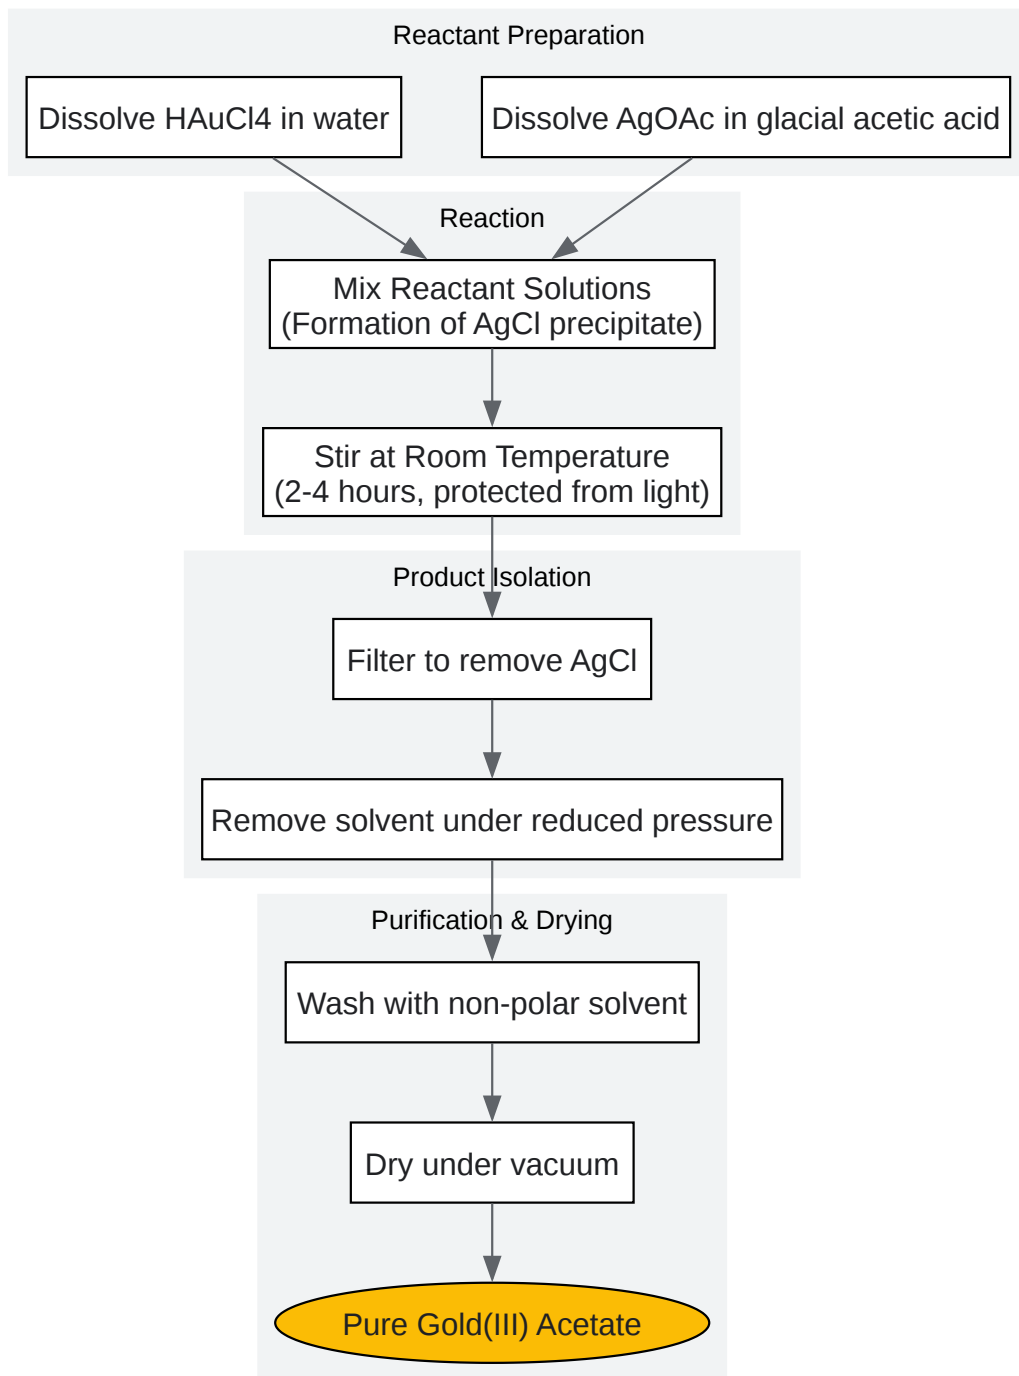 Reactant Preparation
Dissolve HAuCl4 in water
Dissolve AgOAc in glacial acetic acid
Reaction
Mix Reactant Solutions
(Formation of AgCl precipitate)
Stir at Room Temperature
(2-4 hours, protected from light)
Product Isolation
Filter to remove AgCl
Remove solvent under reduced pressure
Purification & Drying
Wash with non-polar solvent
Dry under vacuum
Pure Gold(III) Acetate